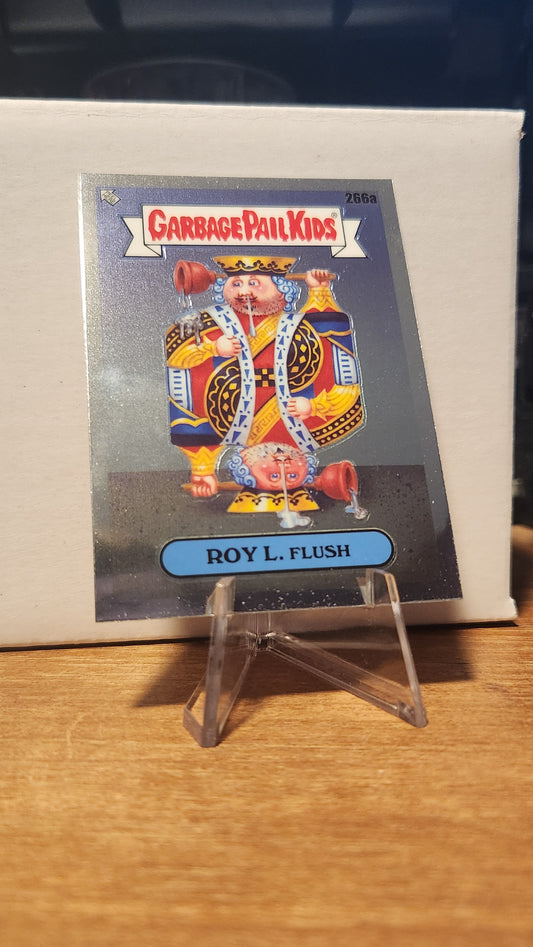 266a
GARBAGE PAIL KIDS
®
ROY L. FLUSH